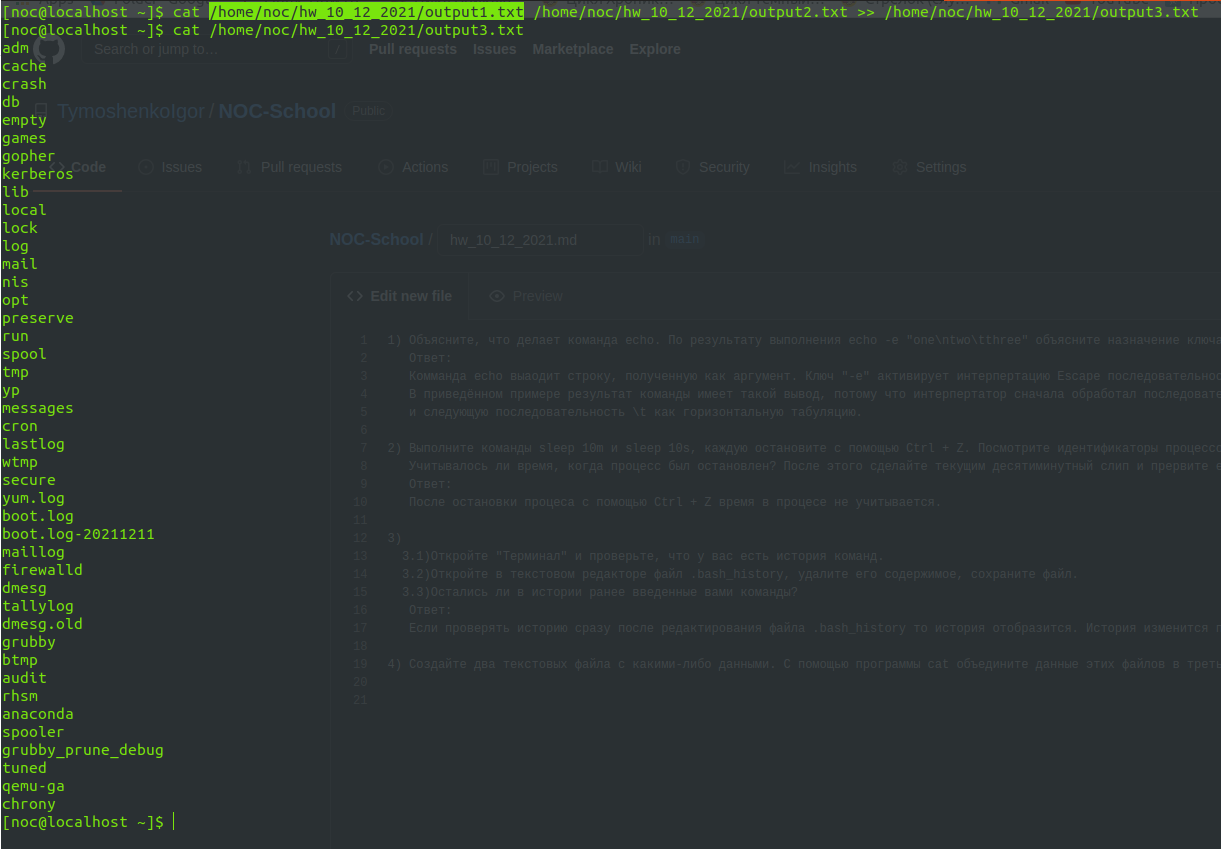 [noc@localhost ~]$ cat /home/noc/hw_10_12_2021/output1.txt /home/noc/hw_10_12_2021/output2.txt >> /home/noc/hw_10_12_2021/output3.txt
[noc@localhost ~]$ cat /home/noc/hw_10_12_2021/output3.txt
adm
cache
crash
db
empty
games
gopher
kerberos
lib
local
lock
log
mail
nis
opt
preserve
run
spool
tmp
yp
messages
cron
lastlog
wtmp
secure
yum.log
boot.log
boot.log-20211211
maillog
firewalld
dmesg
tallylog
dmesg.old
grubby
btmp
audit
rhsm
anaconda
spooler
grubby_prune_debug
tuned
qemu-ga
chrony
[noc@localhost ~]$
Search or jump to... / Pull requests Issues Marketplace Explore
TymoshenkoIgor / NOC-School Public
Code Issues Pull requests Actions Projects Wiki Security Insights Settings
NOC-School / hw_10_12_2021.md in main
<> Edit new file Preview
1 1) Объясните, что делает команда echo. По результату выполнения echo -e "one\ntwo\tthree" объясните назначение ключа
2 Ответ:
3 Комманда echo выаодит строку, полученную как аргумент. Ключ "-e" активирует интерпертацию Escape
4 В приведенном примере результат команды имеет такой вывод, потому что интерпертатор сначала обработал
5 и следующую последовательность \t как горизонтальную табуляцию.
6
7 2) Выполните команды sleep 10m и sleep 10s, каждую оствновите с помощью Ctrl + Z. Посмотрите идентификаторы
8 Учитывалось ли время, когда процесс был остановлен? После этого сделайте текущим десятиминутный слип и прервите
9 Ответ:
10 После остановки процеса с помощью Ctrl + Z время в процесе не учитывается.
11
12 3)
13 3.1)Откройте "Терминал" и проверьте, что у вас есть история команд.
14 3.2)Откройте в текстовом редакторе файл .bash_history, удалите его содержимое, сохраните файл.
15 3.3)Остались ли в истории ранее введенные вами команды?
16 Ответ:
17 Если проверять историю сразу после редактирования файла .bash_history то история отобразится. История изменится
18
19 4) Создайте два текстовых файла с какими-либо данными. С помощью программы cat объедините данные этих файлов в
20
21